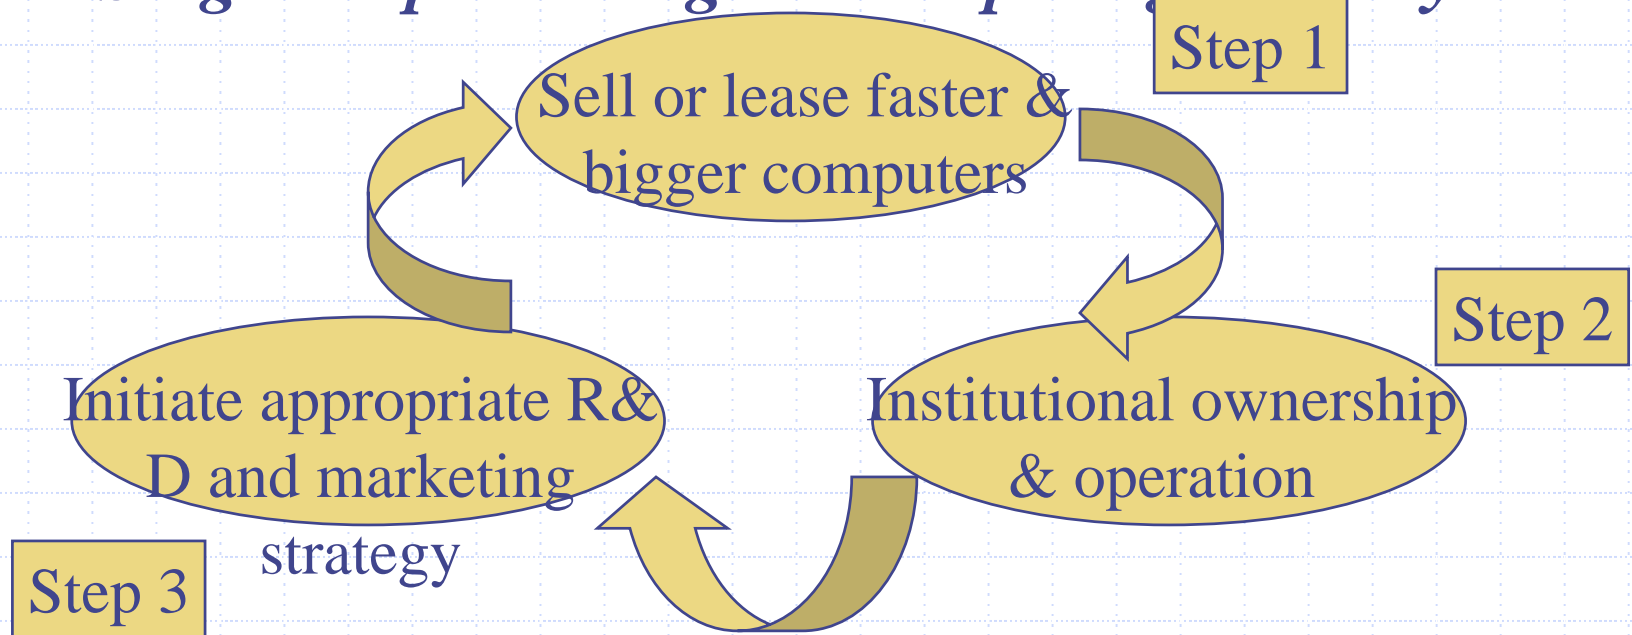 Step 1
Sell or lease faster &
bigger computers
Step 2
Initiate appropriate R&
D and marketing
strategy
Institutional ownership
& operation
Step 3